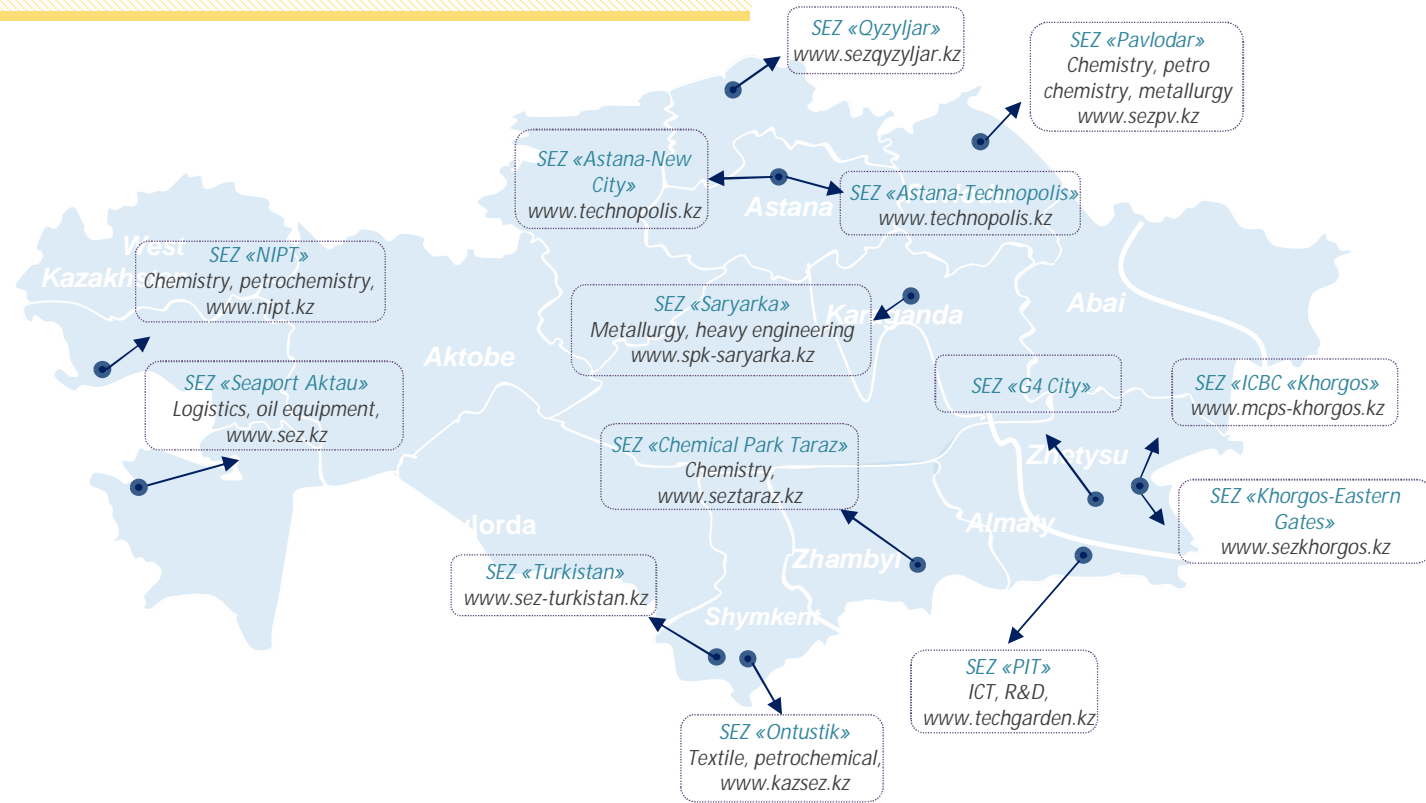 SEZ «Qyzyljar»
www.sezqyzyljar.kz
SEZ «Pavlodar»
Chemistry, petro
chemistry, metallurgy
www.sezpv.kz
SEZ «Astana-New
City»
www.technopolis.kz
Astana
SEZ «Astana-Technopolis»
www.technopolis.kz
West
SEZ «NIPT»
Chemistry, petrochemistry,
www.nipt.kz
SEZ «Saryarka»
Metallurgy, heavy engineering
www.spk-saryarka.kz
Karaganda
Abai
Aktobe
SEZ «Seaport Aktau»
Logistics, oil equipment,
www.sez.kz
SEZ «G4 City»
SEZ «ICBC «Khorgos»
www.mcps-khorgos.kz
SEZ «Chemical Park Taraz»
Chemistry,
www.seztaraz.kz
Zhetysu
SEZ «Khorgos-Eastern
Gates»
www.sezkhorgos.kz
ylorda
Almaty
Zhambyl
SEZ «Turkistan»
www.sez-turkistan.kz
Shymkent
SEZ «PIT»
ICT, R&D,
www.techgarden.kz
SEZ «Ontustik»
Textile, petrochemical,
www.kazsez.kz